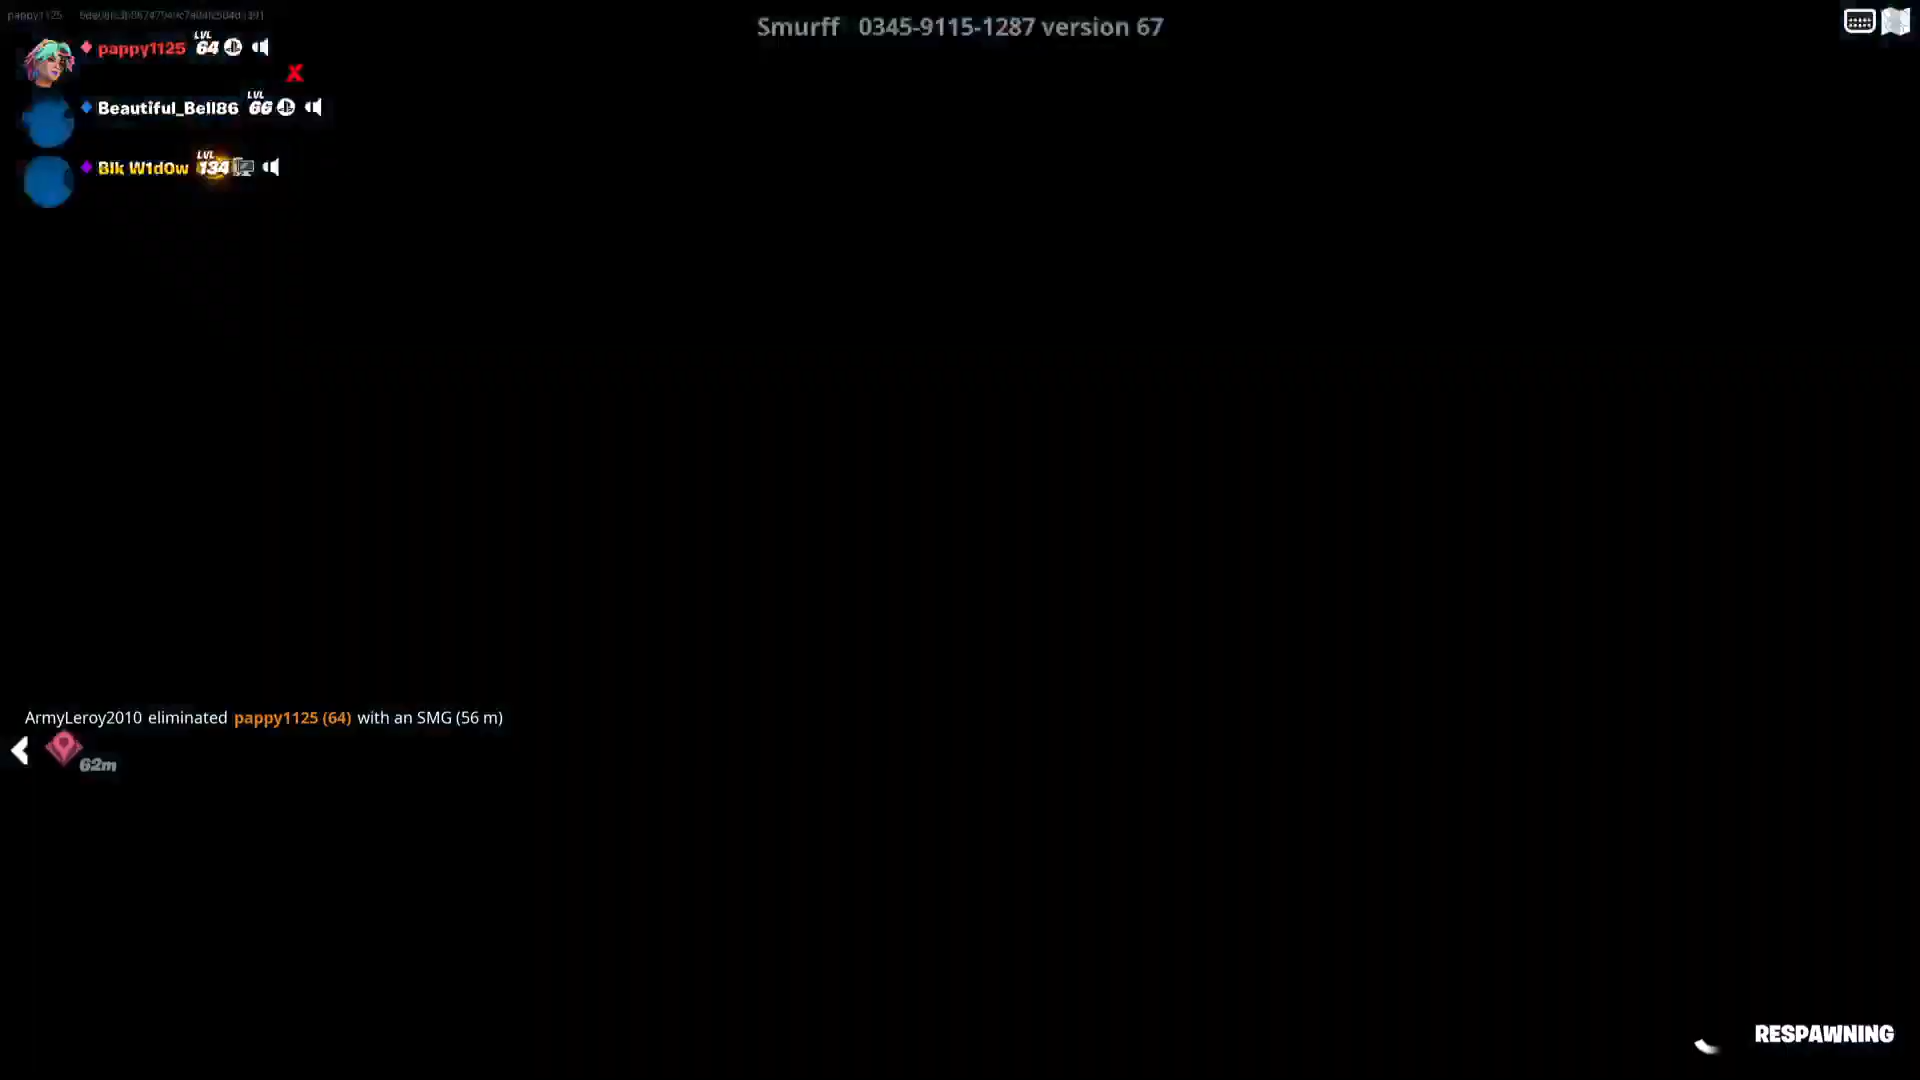 pappy1125
Smurff 0345-9115-1287 version 67
pappy1125 LVL 64
X
Beautiful_Bell86 LVL 66
Blk W1d0w LVL 134
ArmyLeroy2010 eliminated pappy1125 (64) with an SMG (56 m)
62m
RESPAWNING